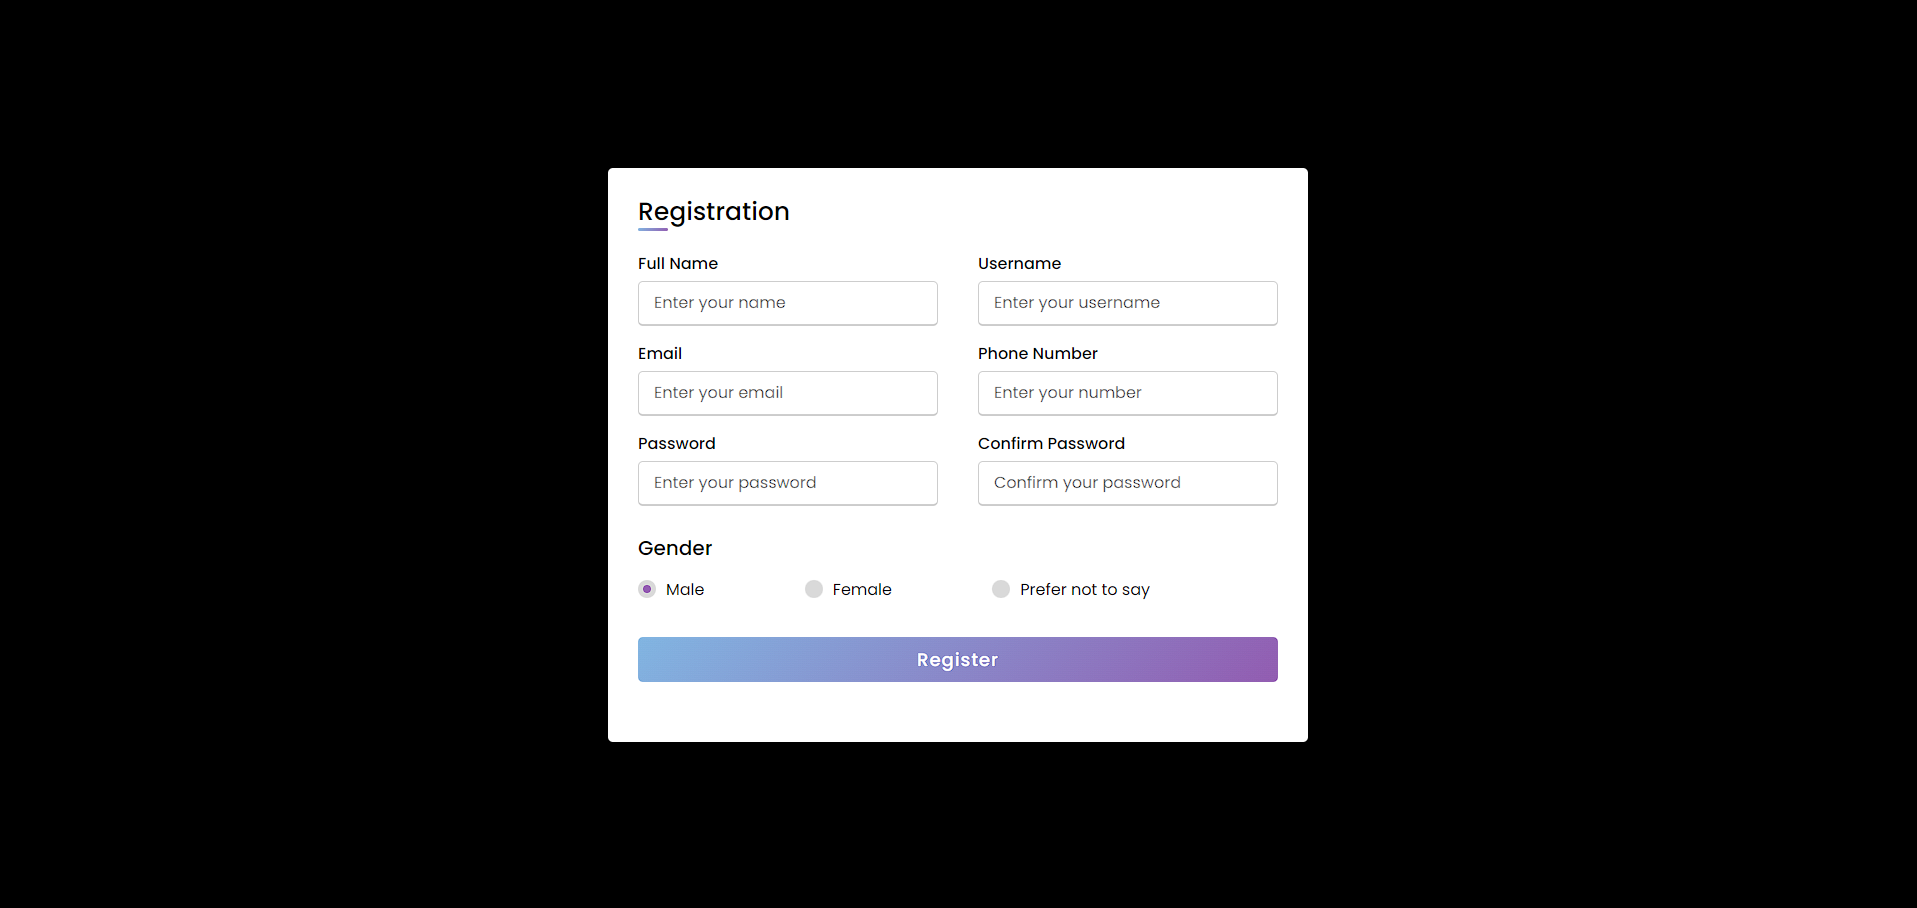 Registration
Full Name
Username
Enter your name
Enter your username
Email
Phone Number
Enter your email
Enter your number
Password
Confirm Password
Enter your password
Confirm your password
Gender
Male
Female
Prefer not to say
Register